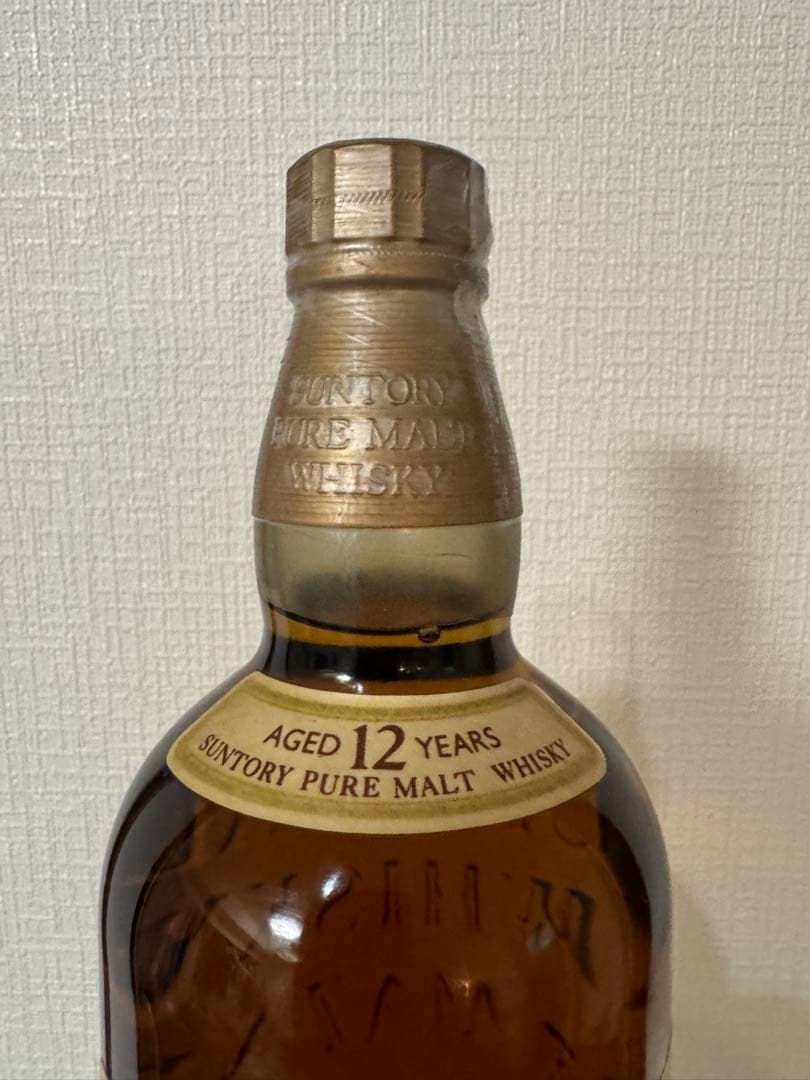 SUNTORY
PURE MALT
WHISKY
AGED 12 YEARS
SUNTORY PURE MALT WHISKY